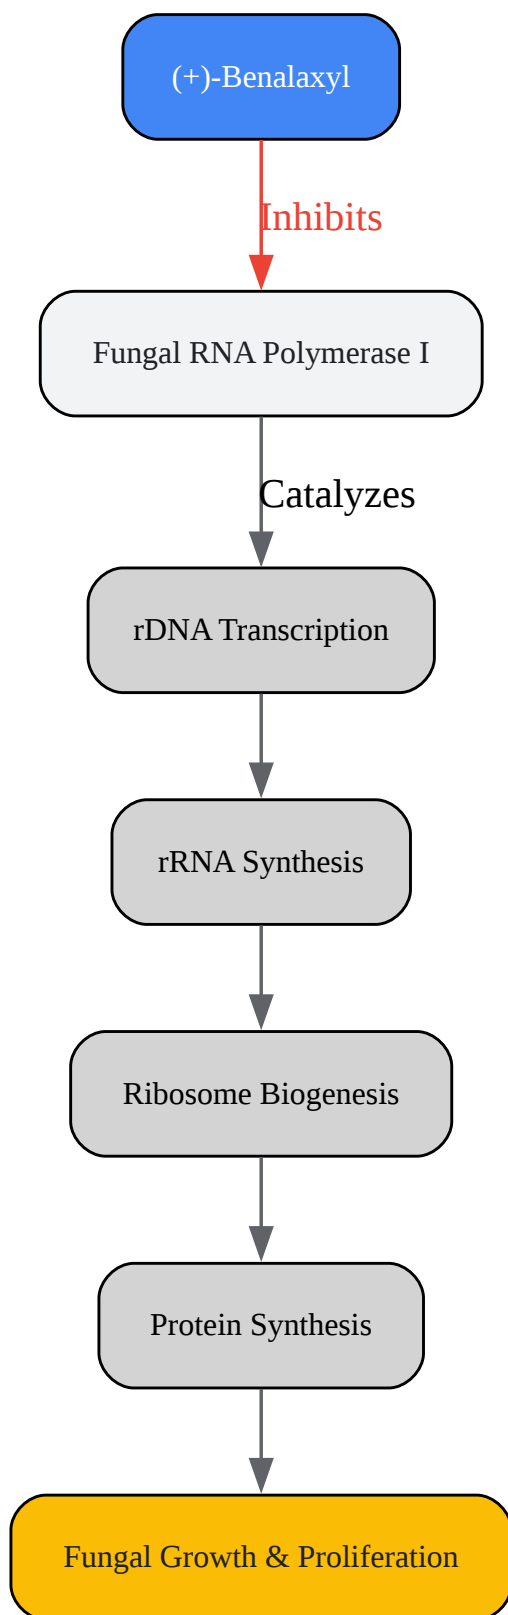 (+)-Benalaxyl
Inhibits
Fungal RNA Polymerase I
Catalyzes
rDNA Transcription
rRNA Synthesis
Ribosome Biogenesis
Protein Synthesis
Fungal Growth & Proliferation